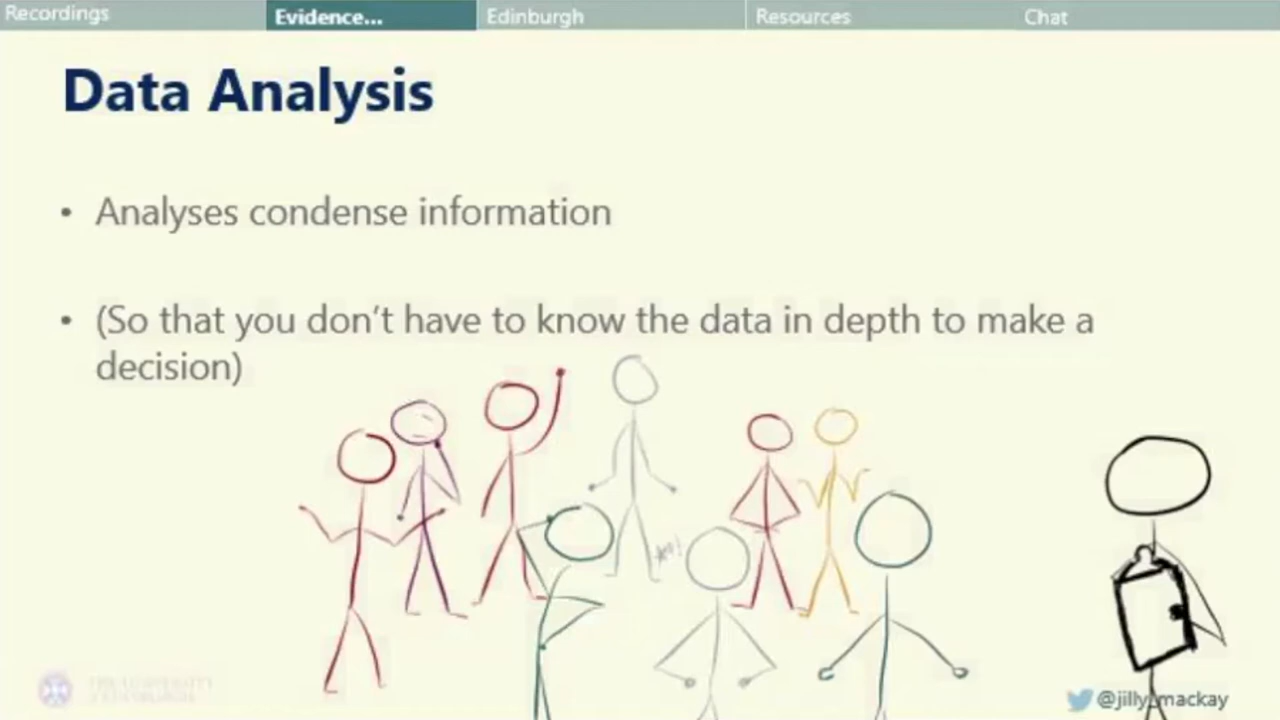 Recordings
Evidence...
Edinburgh
Resources
Chat
Data Analysis
• Analyses condense information
• (So that you don't have to know the data in depth to make a
decision)
#@!
@jilly_mackay